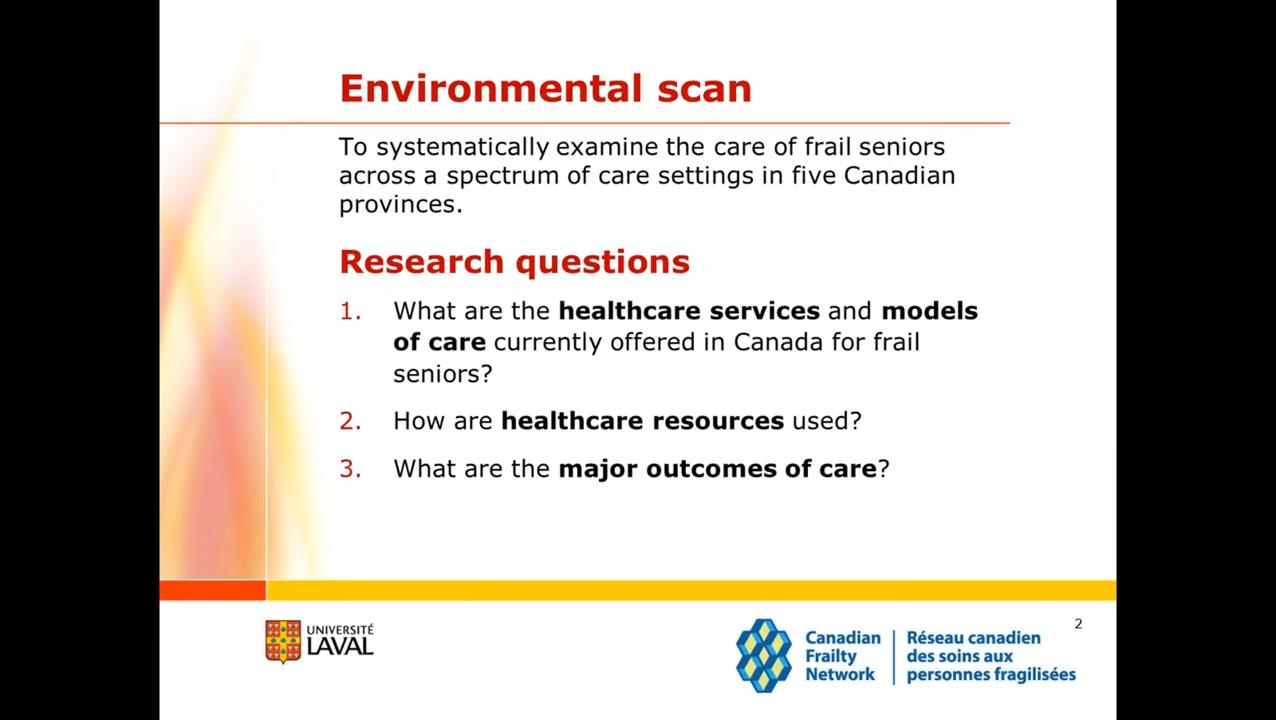 Environmental scan
To systematically examine the care of frail seniors
across a spectrum of care settings in five Canadian
provinces.
Research questions
1. What are the healthcare services and models
of care currently offered in Canada for frail
seniors?
2. How are healthcare resources used?
3. What are the major outcomes of care?
UNIVERSITÉ
LAVAL
Canadian
Frailty
Network
Réseau canadien
des soins aux
personnes fragilisées
2